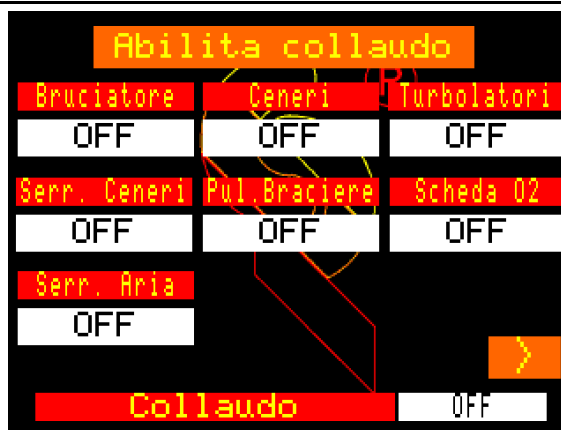 Abilita collaudo
Bruciatore Ceneri Turbolatori
OFF OFF OFF
Serr. Ceneri Pul.Braciere Scheda O2
OFF OFF OFF
Serr. Aria
OFF
>
Collaudo OFF